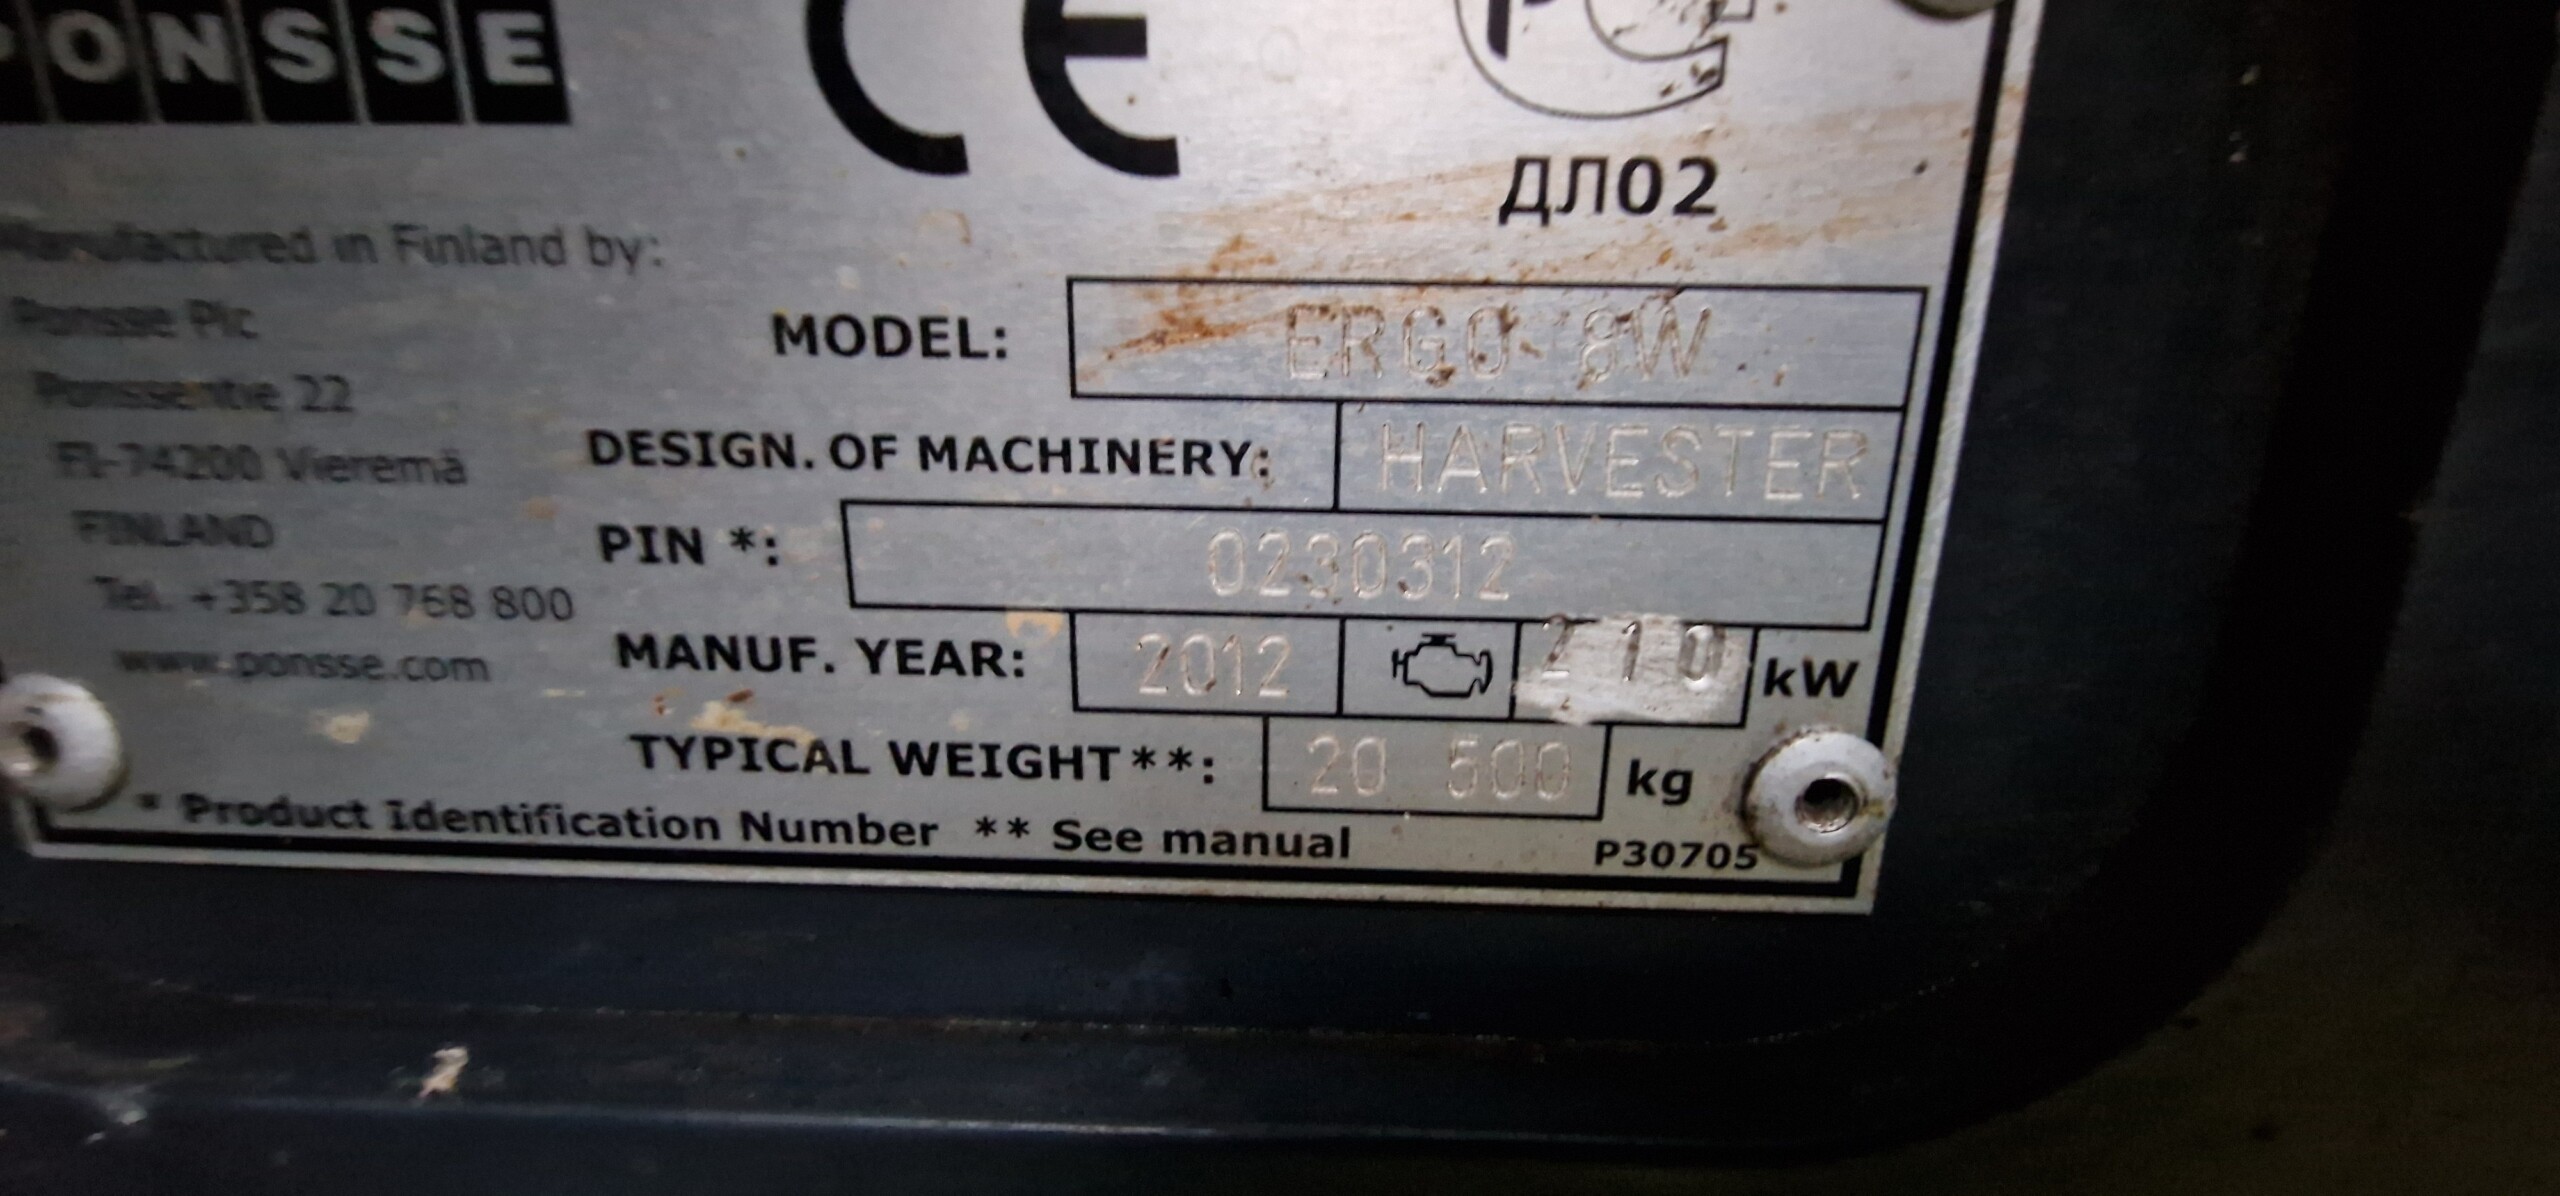 PONSSE
CE
РС
ДЛ02
Manufactured in Finland by:
Ponsse Plc
Ponssentie 22
FI-74200 Vieremä
FINLAND
Tel. +358 20 768 800
www.ponsse.com
MODEL: ERGO 8W
DESIGN. OF MACHINERY: HARVESTER
PIN *: 0230312
MANUF. YEAR: 2012 210 kW
TYPICAL WEIGHT**: 20 500 kg
* Product Identification Number ** See manual
P30705